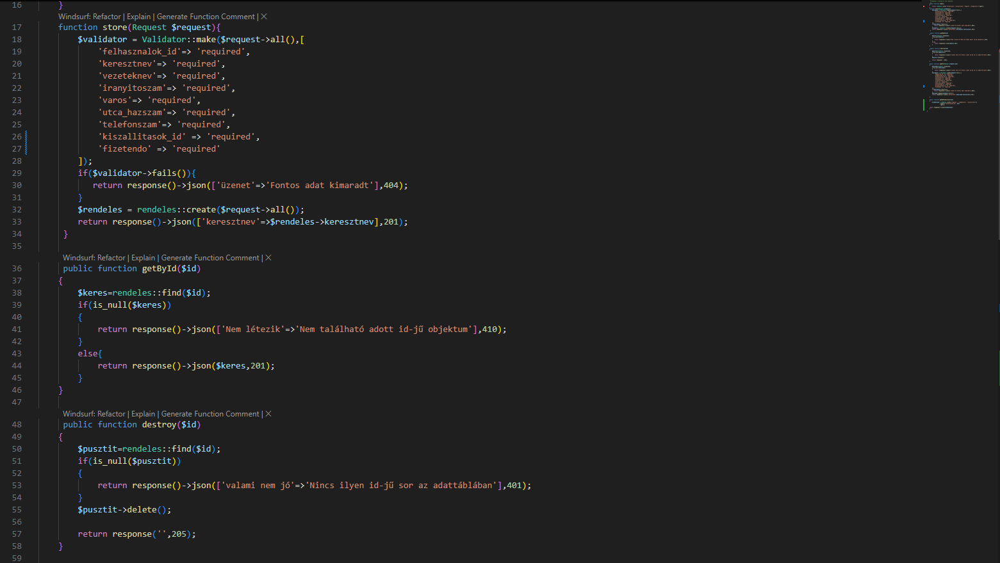 16 }
Windsurf: Refactor | Explain | Generate Function Comment | ✕
17 function store(Request $request){
18 $validator = Validator::make($request->all(),[
19 'felhasznalok_id'=> 'required',
20 'keresztnev'=> 'required',
21 'vezeteknev'=> 'required',
22 'iranyitoszam'=> 'required',
23 'varos'=> 'required',
24 'utca_hazszam'=> 'required',
25 'telefonszam'=> 'required',
26 'kiszallitasok_id' => 'required',
27 'fizetendo' => 'required'
28 ]);
29 if($validator->fails()){
30 return response()->json(['üzenet'=>'Fontos adat kimaradt'],404);
31 }
32 $rendeles = rendeles::create($request->all());
33 return response()->json(['keresztnev'=>$rendeles->keresztnev],201);
34 }
35
Windsurf: Refactor | Explain | Generate Function Comment | ✕
36 public function getById($id)
37 {
38 $keres=rendeles::find($id);
39 if(is_null($keres))
40 {
41 return response()->json(['Nem létezik'=>'Nem található adott id-jű objektum'],410);
42 }
43 else{
44 return response()->json($keres,201);
45 }
46 }
47
Windsurf: Refactor | Explain | Generate Function Comment | ✕
48 public function destroy($id)
49 {
50 $pusztit=rendeles::find($id);
51 if(is_null($pusztit))
52 {
53 return response()->json(['valami nem jó'=>'Nincs ilyen id-jű sor az adattáblában'],401);
54 }
55 $pusztit->delete();
56
57 return response('',205);
58 }
59